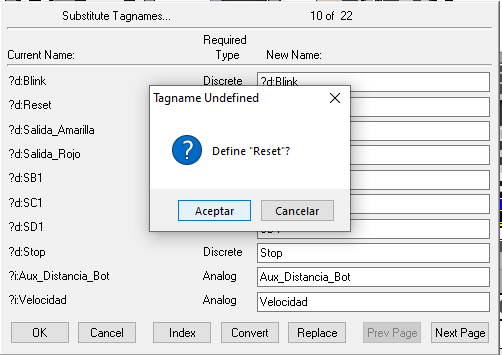 Substitute Tagnames... 10 of 22
Required
Current Name: Type New Name:
?d:Blink Discrete ?d:Blink
Tagname Undefined
?d:Reset
?d:Salida_Amarilla
Define "Reset"?
?d:Salida_Rojo
?d:SB1
?d:SC1
Aceptar Cancelar
?d:SD1
?d:Stop Discrete Stop
?i:Aux_Distancia_Bot Analog Aux_Distancia_Bot
?i:Velocidad Analog Velocidad
OK Cancel Index Convert Replace Prev Page Next Page